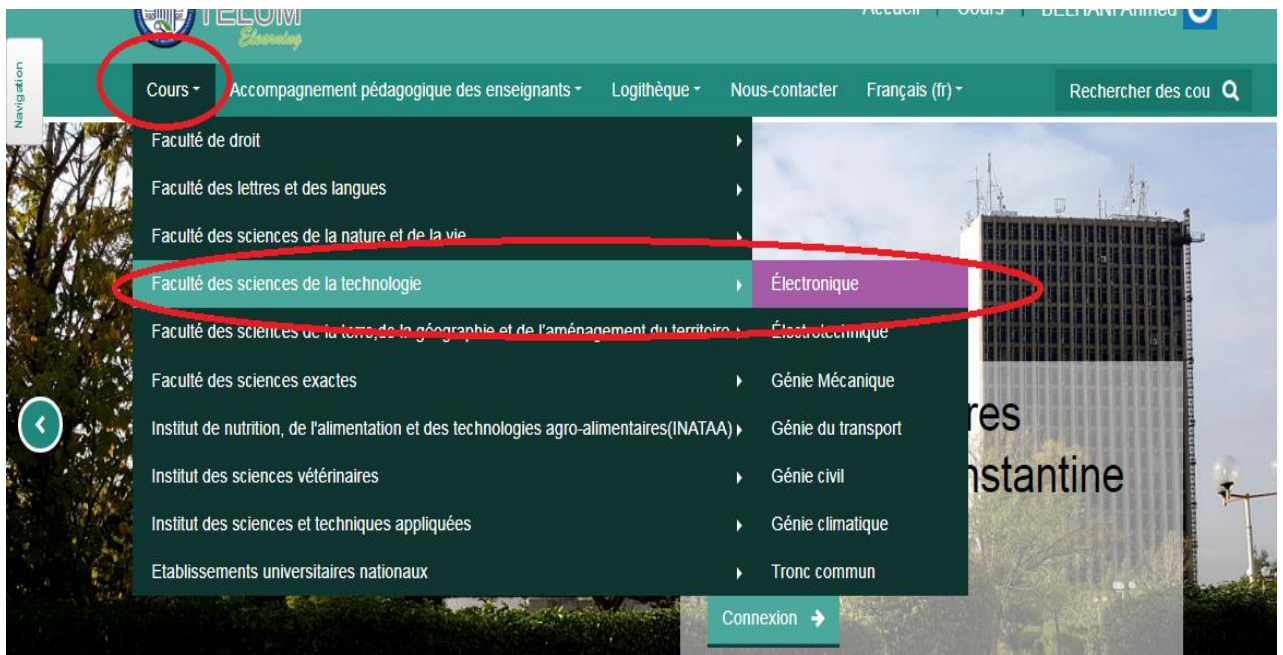 TELUM
Elearning
Accueil Cours BELHANI Ahmed
Navigation
Cours Accompagnement pédagogique des enseignants Logithèque Nous-contacter Français (fr) Rechercher des cou
Faculté de droit
Faculté des lettres et des langues
Faculté des sciences de la nature et de la vie
Faculté des sciences de la technologie
Électronique
Faculté des sciences de la terre,de la géographie et de l'aménagement du territoire
Électrotechnique
Faculté des sciences exactes
Génie Mécanique
res
Institut de nutrition, de l'alimentation et des technologies agro-alimentaires(INATAA)
Génie du transport
Institut des sciences vétérinaires
Génie civil
nstantine
Institut des sciences et techniques appliquées
Génie climatique
Etablissements universitaires nationaux
Tronc commun
Connexion